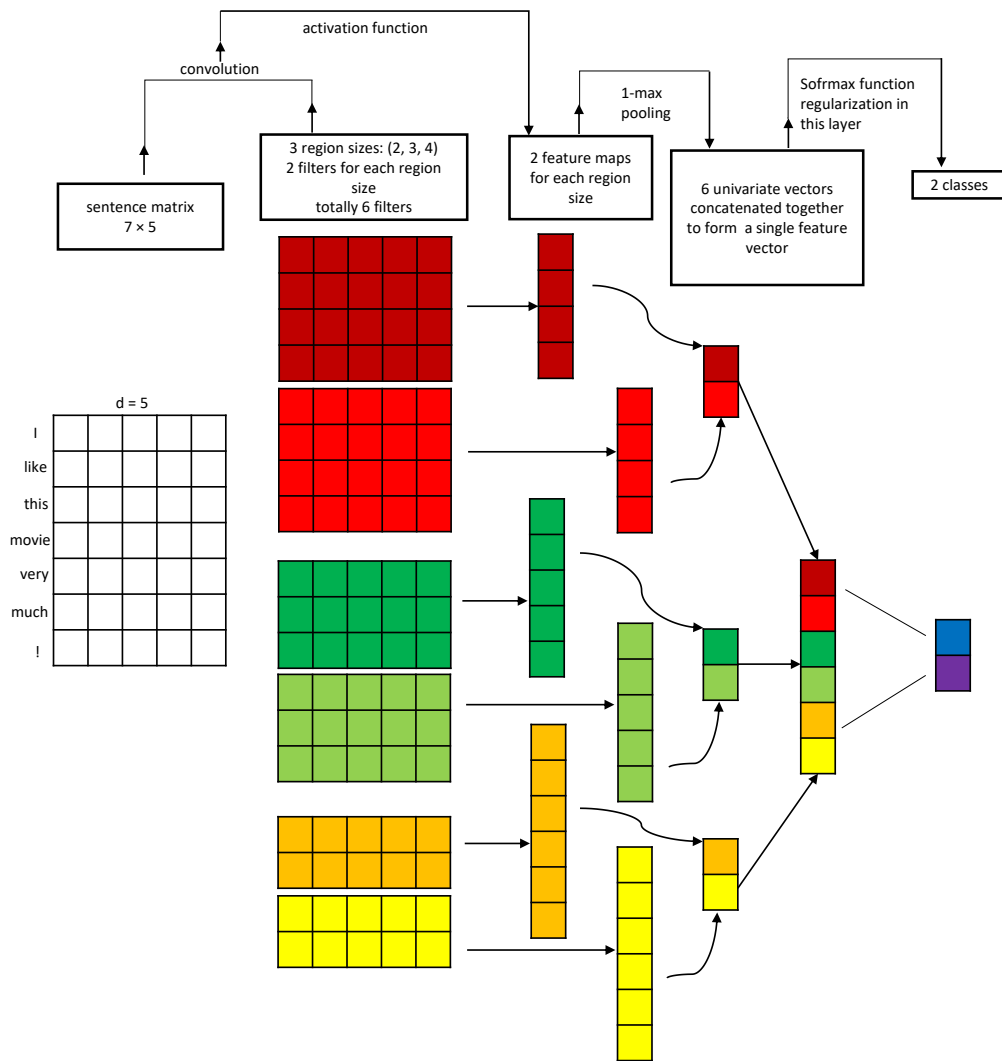 activation function
convolution
1-max
pooling
Sofrmax function
regularization in
this layer
sentence matrix
7 × 5
3 region sizes: (2, 3, 4)
2 filters for each region
size
totally 6 filters
2 feature maps
for each region
size
6 univariate vectors
concatenated together
to form a single feature
vector
2 classes
d = 5
I
like
this
movie
very
much
!